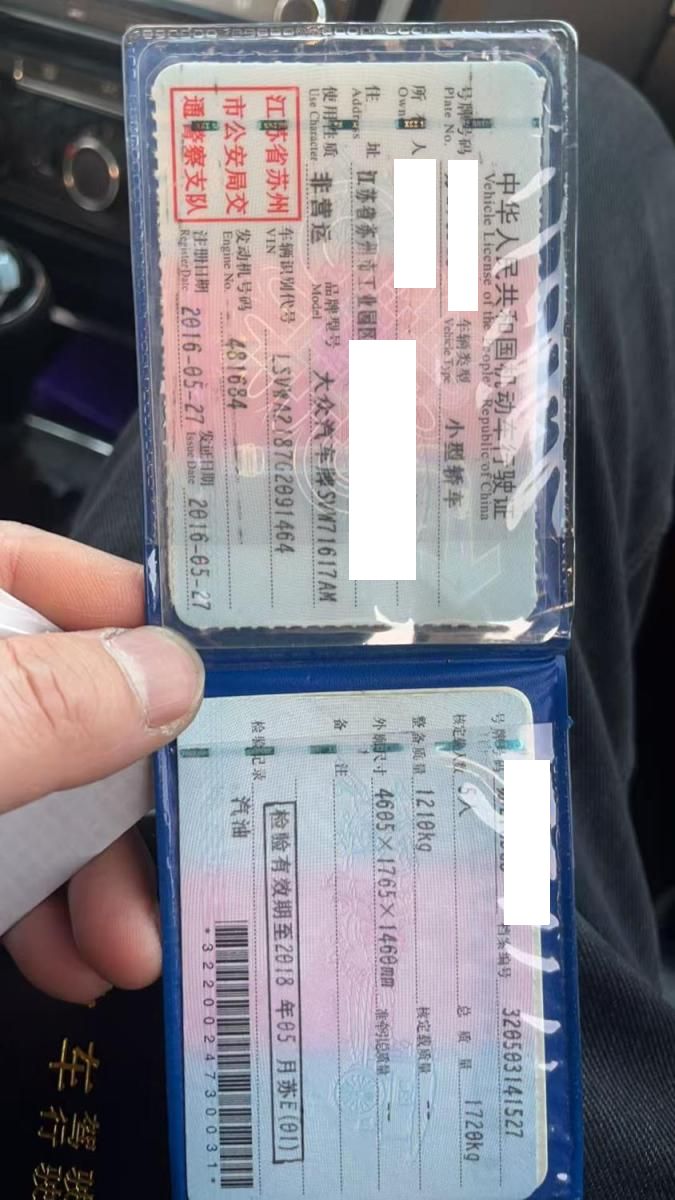 中华人民共和国机动车行驶证
Vehicle License of the People's Republic of China
号牌号码 车辆类型 小型轿车
Plate No. Vehicle Type
所有人
Owner
住 址 江苏省苏州市工业园区
Address
使用性质 非营运 品牌型号 大众汽车牌SVW71617AM
Use Character Model
江苏省苏州
市公安局交
通警察支队
车辆识别代号
VIN
发动机号码 481684
Engine No.
注册日期 2016-05-27 发证日期 2016-05-27
Register Date Issue Date
号牌号码 档案编号 320503141527
核定载人数 5人 总 质 量 1720kg
整备质量 1210kg 核定载质量 --
外廓尺寸 4605×1765×1460mm 准牵引总质量 --
备 注
检验有效期至2018 年05 月苏E(01)
检验记录
汽油
*3220024730031*